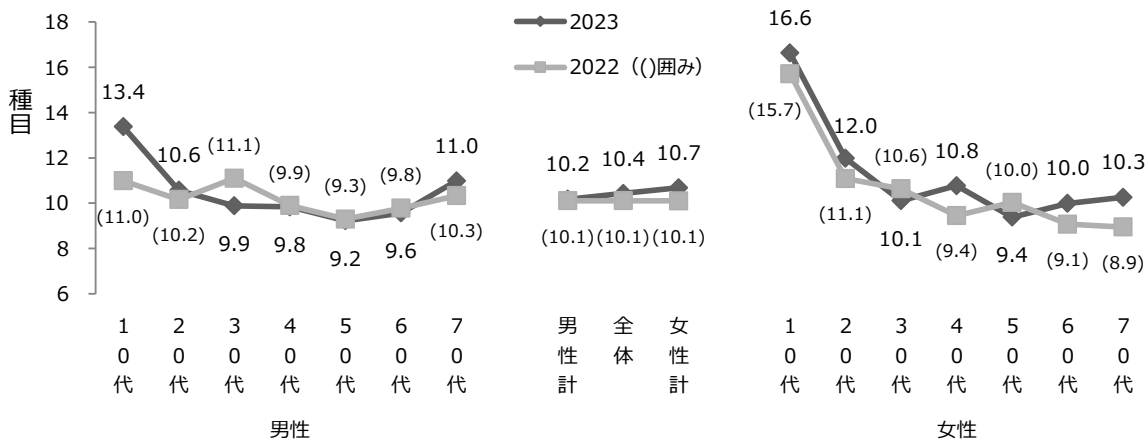 種目
18
16
14
12
10
8
6
2023
2022（()囲み）
13.4
10.6
9.9
9.8
9.2
9.6
11.0
(11.0)
(10.2)
(11.1)
(9.9)
(9.3)
(9.8)
(10.3)
10.2
10.4
10.7
(10.1)
(10.1)
(10.1)
16.6
12.0
10.1
10.8
9.4
10.0
10.3
(15.7)
(11.1)
(10.6)
(9.4)
(10.0)
(9.1)
(8.9)
10代
20代
30代
40代
50代
60代
70代
男性
男性計
全体
女性計
10代
20代
30代
40代
50代
60代
70代
女性